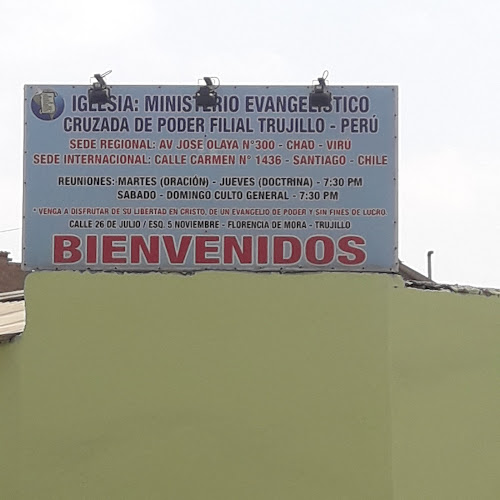 IGLESIA: MINISTERIO EVANGELÍSTICO
CRUZADA DE PODER FILIAL TRUJILLO - PERÚ
SEDE REGIONAL: AV JOSE OLAYA N°300 - CHAO - VIRU
SEDE INTERNACIONAL: CALLE CARMEN N° 1436 - SANTIAGO - CHILE
REUNIONES: MARTES (ORACIÓN) - JUEVES (DOCTRINA) - 7:30 PM
SABADO - DOMINGO CULTO GENERAL - 7:30 PM
* VENGA A DISFRUTAR DE SU LIBERTAD EN CRISTO, DE UN EVANGELIO DE PODER Y SIN FINES DE LUCRO
CALLE 26 DE JULIO / ESQ. 5 NOVIEMBRE - FLORENCIA DE MORA - TRUJILLO
BIENVENIDOS